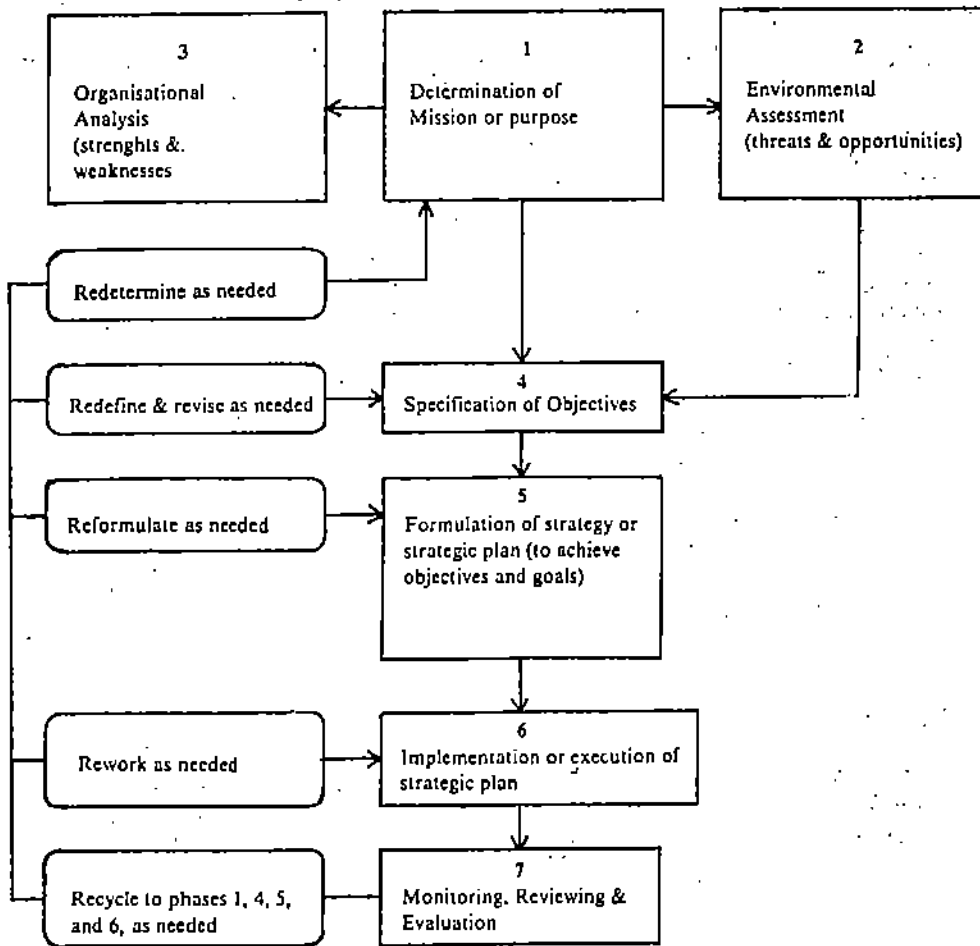 3
Organisational
Analysis
(strenghts &.
weaknesses
1
Determination of
Mission or purpose
2
Environmental
Assessment
(threats & opportunities)
Redetermine as needed
Redefine & revise as needed
4
Specification of Objectives
Reformulate as needed
5
Formulation of strategy or
strategic plan (to achieve
objectives and goals)
Rework as needed
6
Implementation or execution of
strategic plan
Recycle to phases 1, 4, 5,
and 6, as needed
7
Monitoring, Reviewing &
Evaluation